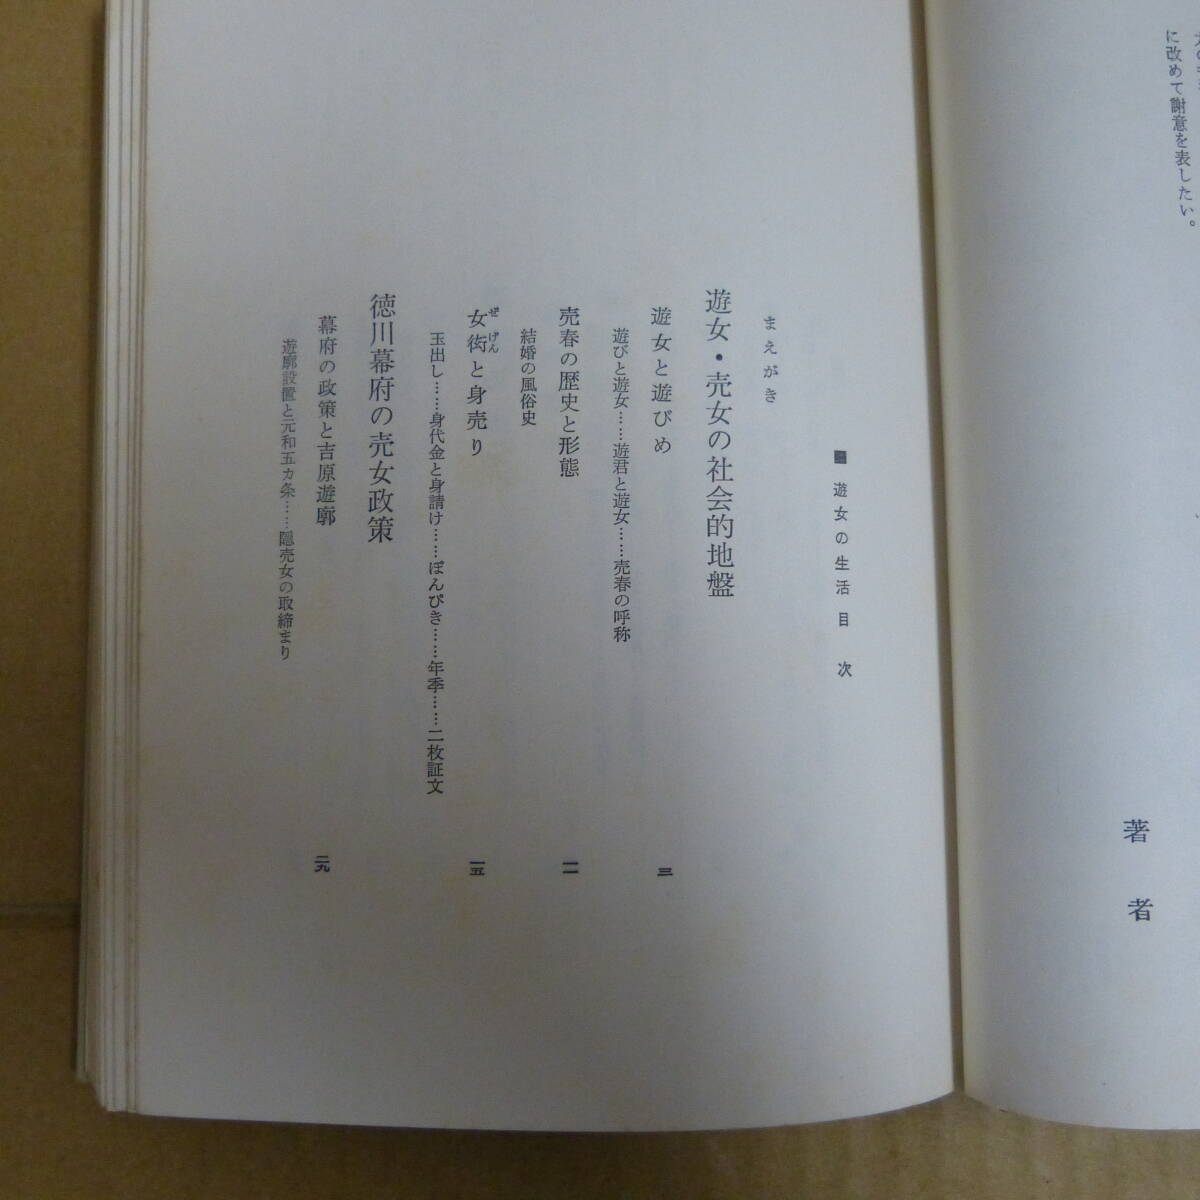 に改めて謝意を表したい。
著者
■遊女の生活 目次
まえがき
遊女・売女の社会的地盤
遊女と遊びめ 三
遊びと遊女……遊君と遊女……売春の呼称
売春の歴史と形態 一一
結婚の風俗史
女衒と身売り 一五
ぜげん
玉出し……身代金と身請け……ぽんびき……年季……二枚証文
徳川幕府の売女政策
幕府の政策と吉原遊廓 二九
遊廓設置と元和五カ条……隠売女の取締まり